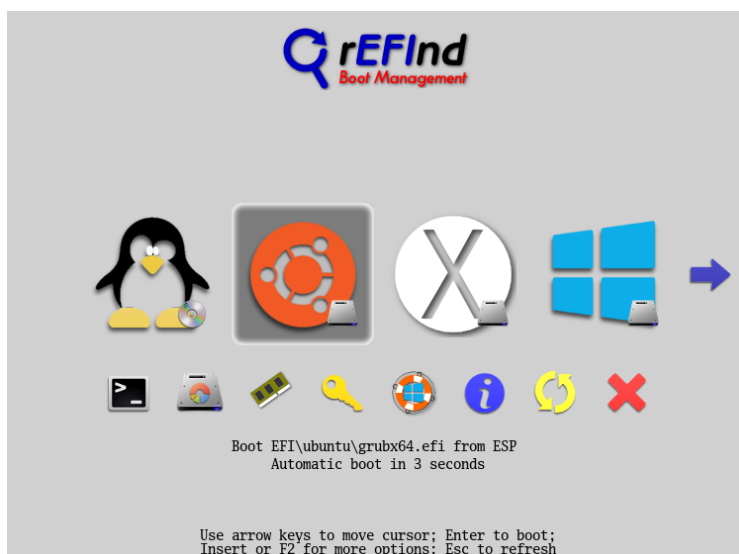 rEFInd
Boot Management
>_
Boot EFI\ubuntu\grubx64.efi from ESP
Automatic boot in 3 seconds
Use arrow keys to move cursor; Enter to boot;
Insert or F2 for more options; Esc to refresh